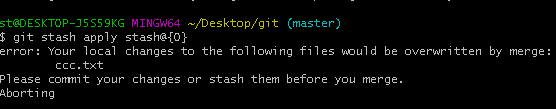 st@DESKTOP-J5S59KG MINGW64 ~/Desktop/git (master)
$ git stash apply stash@{0}
error: Your local changes to the following files would be overwritten by merge:
        ccc.txt
Please commit your changes or stash them before you merge.
Aborting